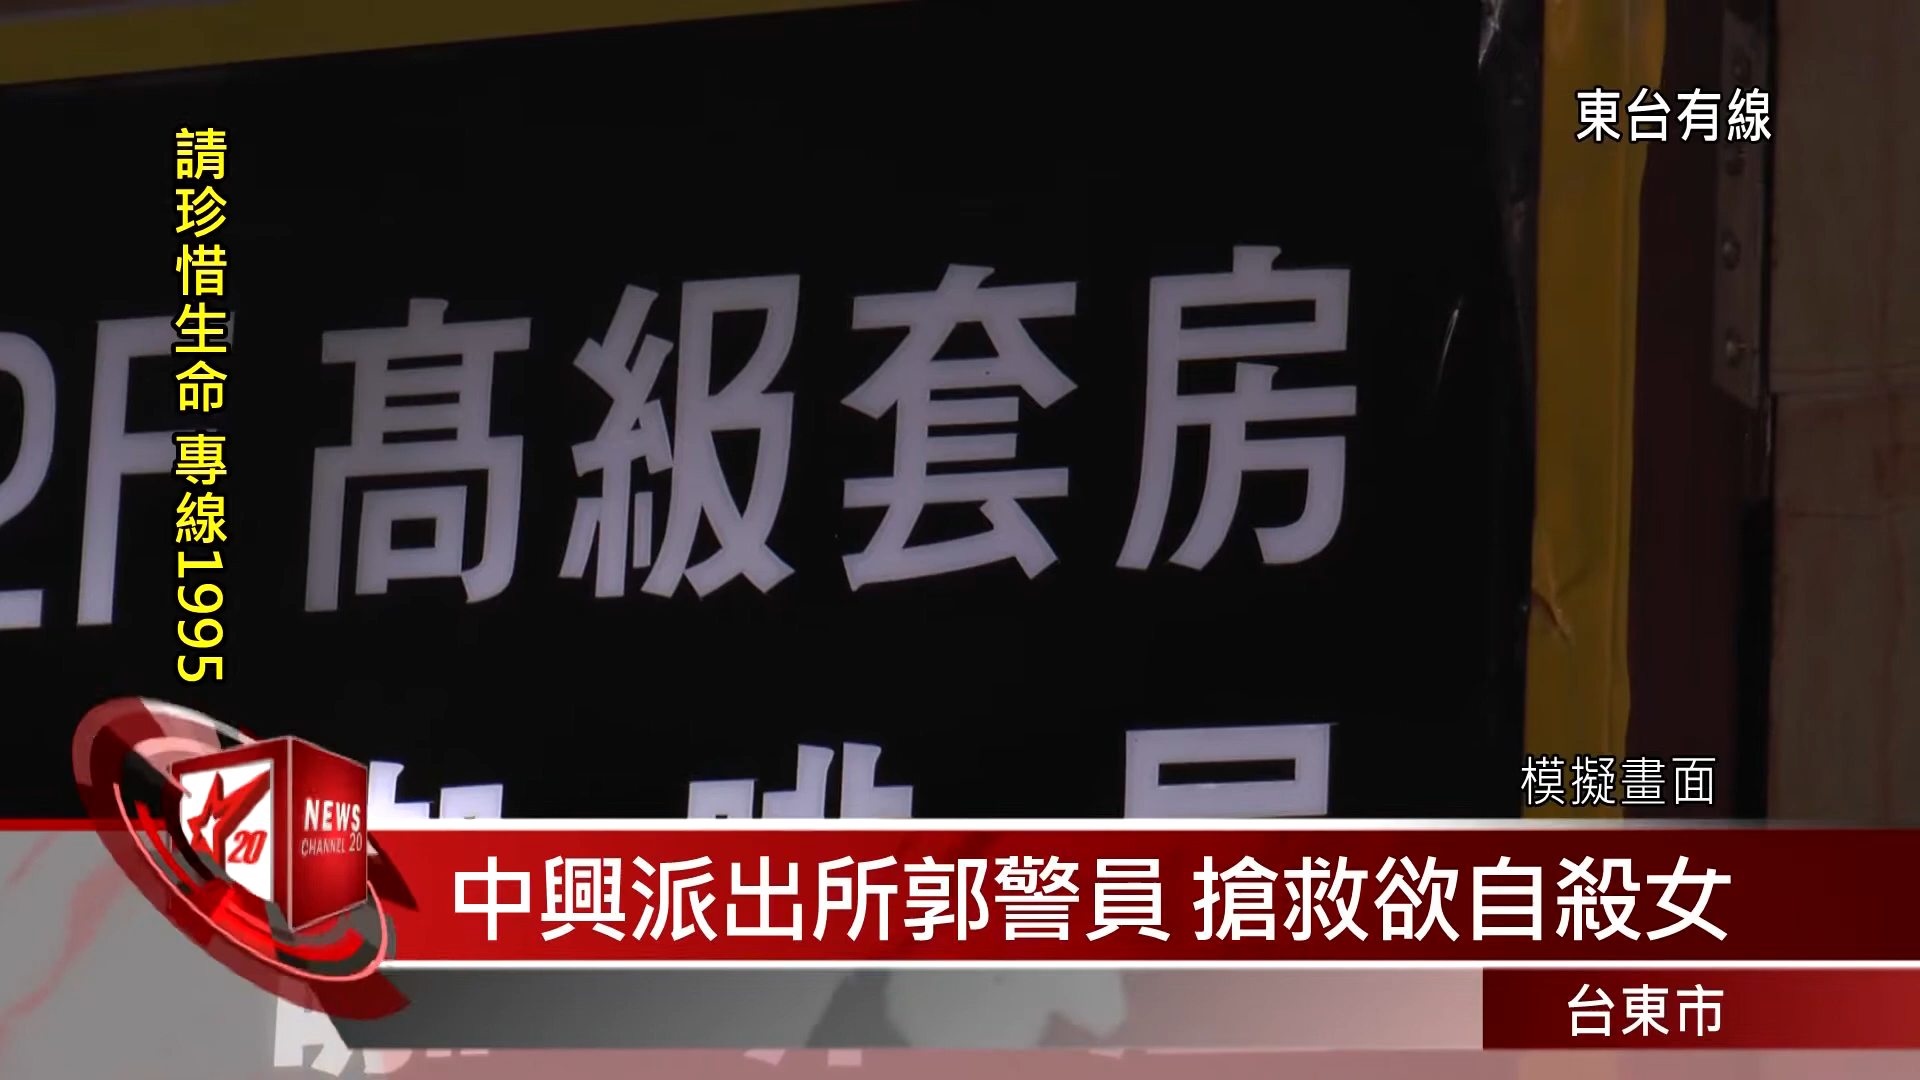 東台有線
請珍惜生命 專線1995
2F 高級套房
模擬畫面
NEWS
CHANNEL 20
20
中興派出所郭警員 搶救欲自殺女
台東市